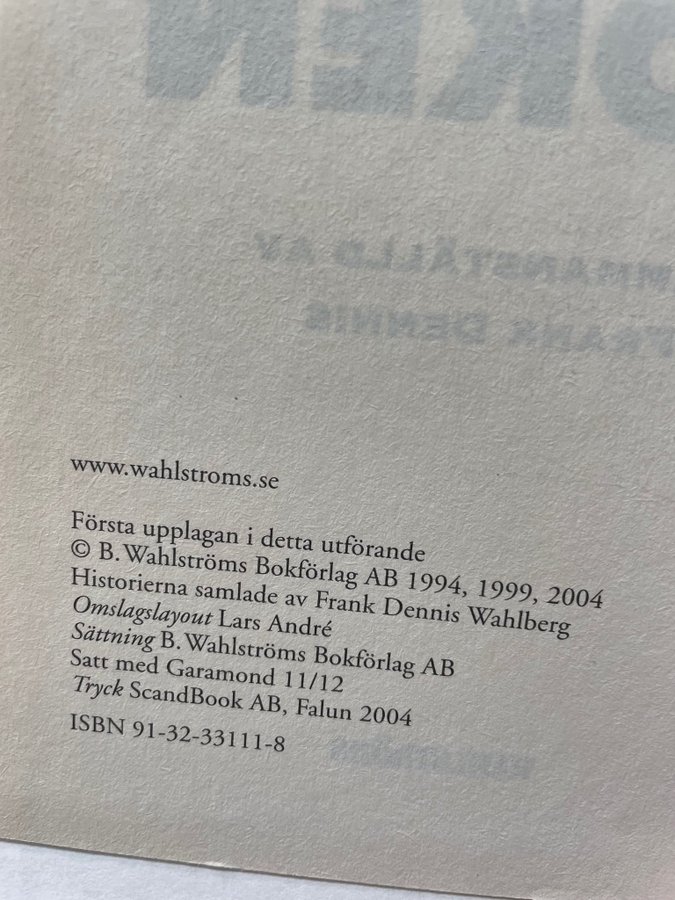 www.wahlstroms.se
Första upplagan i detta utförande
© B. Wahlströms Bokförlag AB 1994, 1999, 2004
Historierna samlade av Frank Dennis Wahlberg
Omslagslayout Lars André
Sättning B. Wahlströms Bokförlag AB
Satt med Garamond 11/12
Tryck ScandBook AB, Falun 2004
ISBN 91-32-33111-8